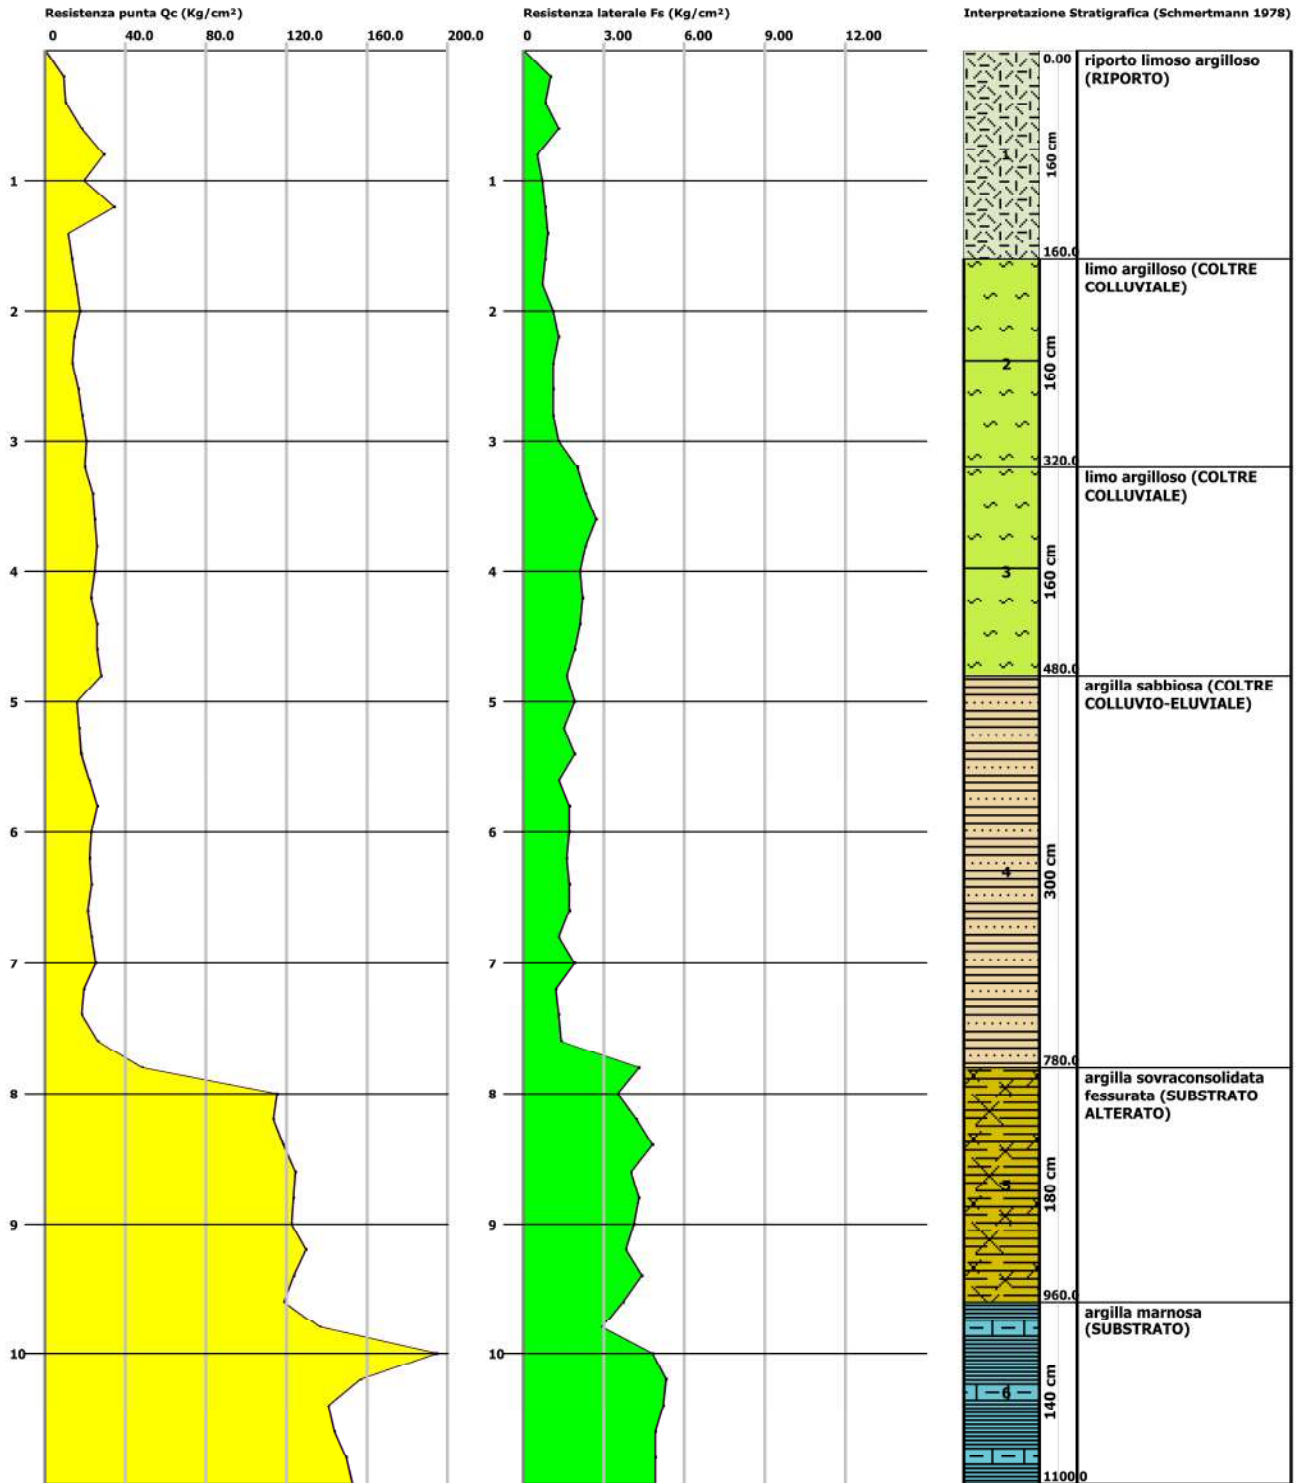 Resistenza punta Qc (Kg/cm²)
0 40.0 80.0 120.0 160.0 200.0
1
2
3
4
5
6
7
8
9
10
Resistenza laterale Fs (Kg/cm²)
0 3.00 6.00 9.00 12.00
1
2
3
4
5
6
7
8
9
10
Interpretazione Stratigrafica (Schmertmann 1978)
0.00
riporto limoso argilloso
(RIPORTO)
1
160 cm
160.0
limo argilloso (COLTRE
COLLUVIALE)
2
160 cm
320.0
limo argilloso (COLTRE
COLLUVIALE)
3
160 cm
480.0
argilla sabbiosa (COLTRE
COLLUVIO-ELUVIALE)
4
300 cm
780.0
argilla sovraconsolidata
fessurata (SUBSTRATO
ALTERATO)
5
180 cm
960.0
argilla marnosa
(SUBSTRATO)
6
140 cm
1100.0